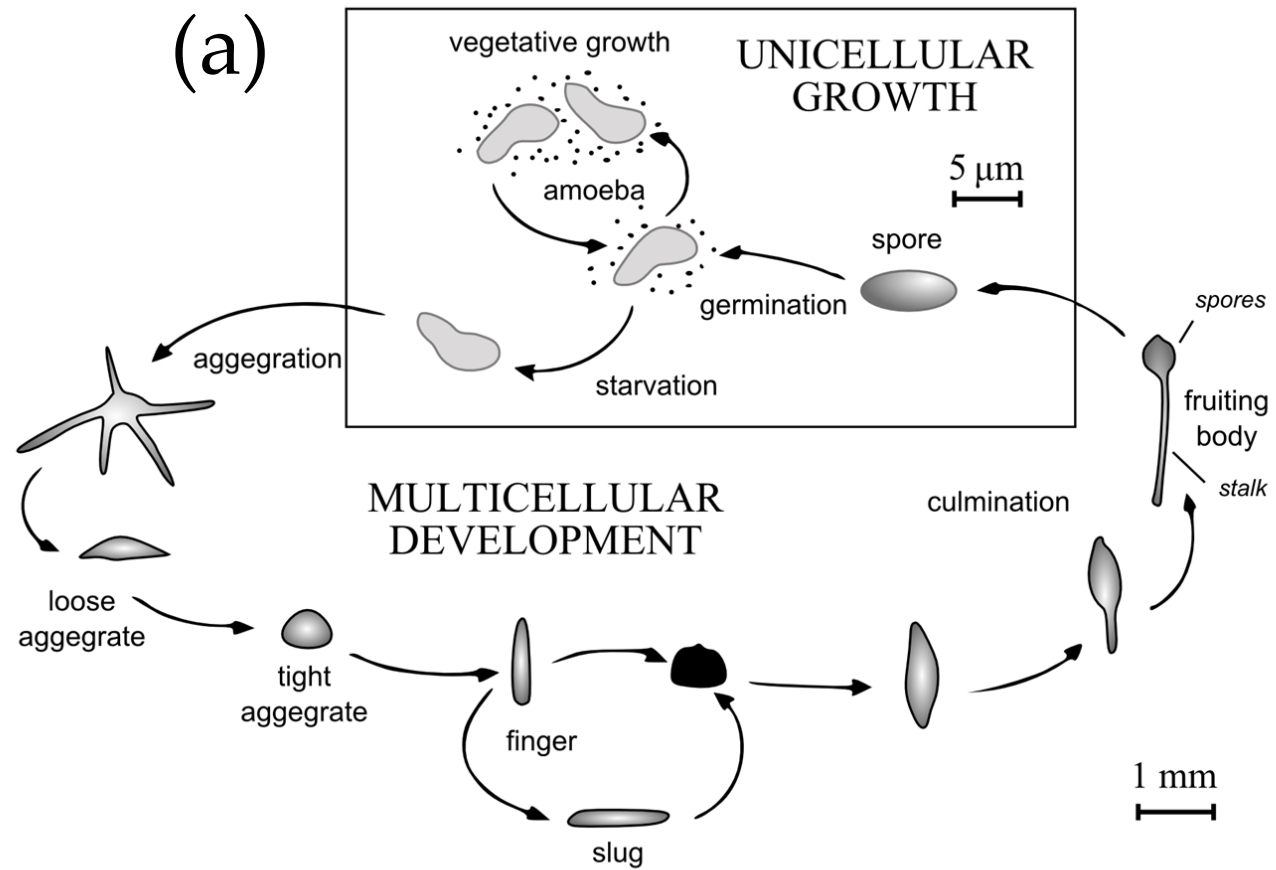 (a)
vegetative growth
UNICELLULAR
GROWTH
5 μm
amoeba
spore
germination
spores
aggegration
starvation
fruiting
body
stalk
MULTICELLULAR
DEVELOPMENT
culmination
loose
aggegrate
tight
aggegrate
finger
1 mm
slug